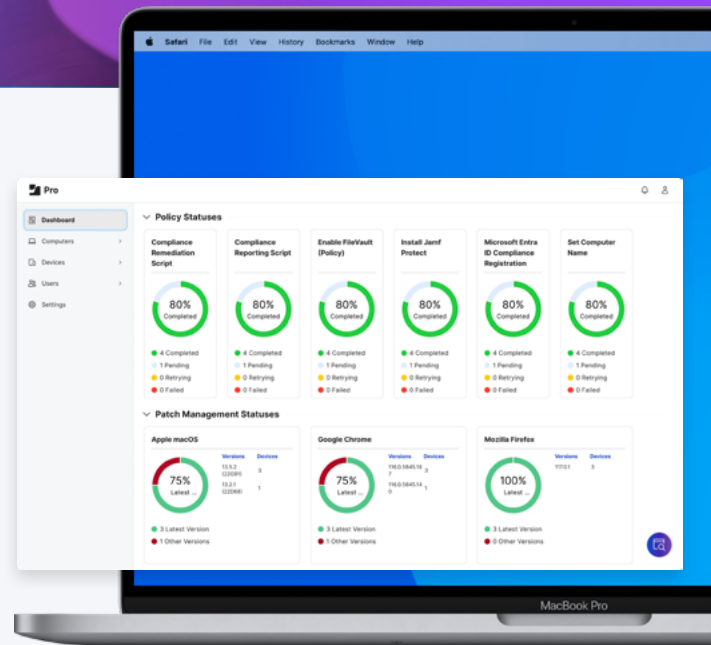 Safari File Edit View History Bookmarks Window Help
Pro
Dashboard
Computers
Devices
Users
Settings
Policy Statuses
Compliance
Remediation
Script
80%
Completed
4 Completed
1 Pending
0 Retrying
0 Failed
Compliance
Reporting Script
80%
Completed
4 Completed
1 Pending
0 Retrying
0 Failed
Enable FileVault
(Policy)
80%
Completed
4 Completed
1 Pending
0 Retrying
0 Failed
Install Jamf
Protect
80%
Completed
4 Completed
1 Pending
0 Retrying
0 Failed
Microsoft Entra
ID Compliance
Registration
80%
Completed
4 Completed
1 Pending
0 Retrying
0 Failed
Set Computer
Name
80%
Completed
4 Completed
1 Pending
0 Retrying
0 Failed
Patch Management Statuses
Apple macOS
75%
Latest ...
Versions Devices
3
1
3 Latest Version
1 Other Versions
Google Chrome
75%
Latest ...
Versions Devices
3
1
3 Latest Version
1 Other Versions
Mozilla Firefox
100%
Latest ...
Versions Devices
3
3 Latest Version
0 Other Versions
MacBook Pro